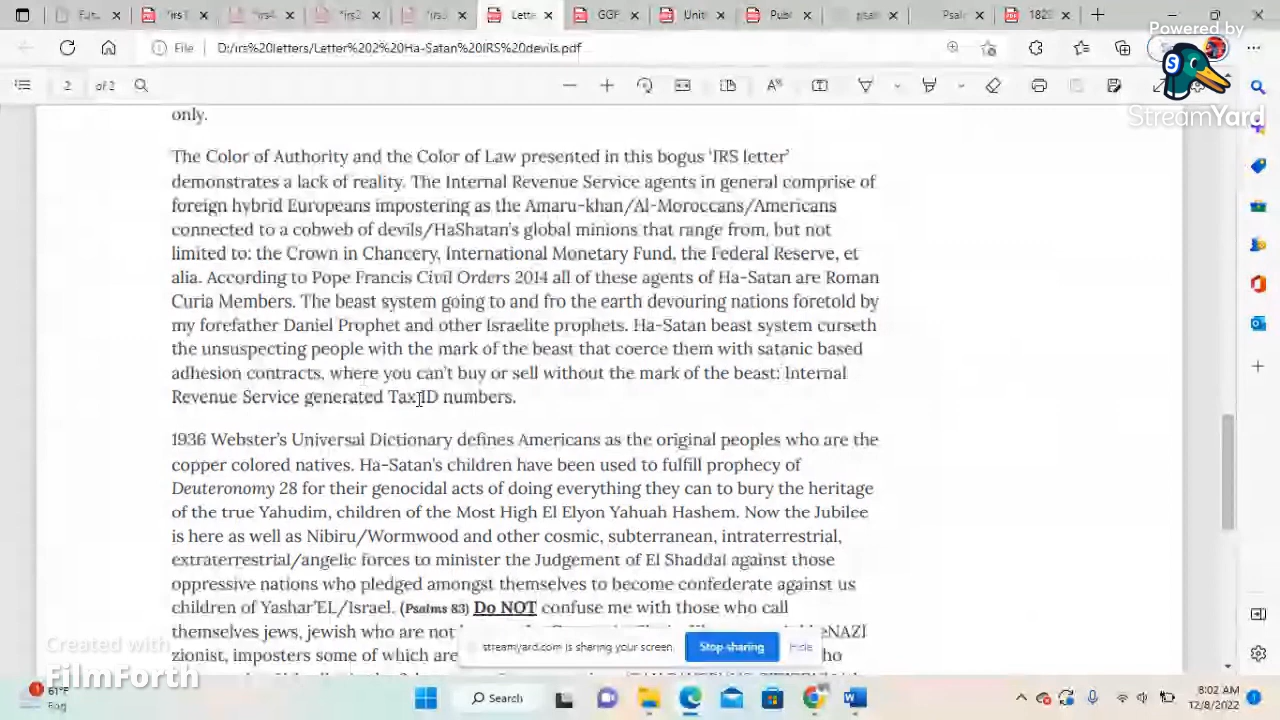 Letter
GGF
Unit
Pub
Psal
182
File
D:/irs%20letters/Letter%202%20Ha-Satan%20IRS%20devils.pdf
Powered by
StreamYard
2 of 2
only.
The Color of Authority and the Color of Law presented in this bogus 'IRS letter'
demonstrates a lack of reality. The Internal Revenue Service agents in general comprise of
foreign hybrid Europeans impostering as the Amaru-khan/Al-Moroccans/Americans
connected to a cobweb of devils/HaShatan's global minions that range from, but not
limited to: the Crown in Chancery, International Monetary Fund, the Federal Reserve, et
alia. According to Pope Francis Civil Orders 2014 all of these agents of Ha-Satan are Roman
Curia Members. The beast system going to and fro the earth devouring nations foretold by
my forefather Daniel Prophet and other Israelite prophets. Ha-Satan beast system curseth
the unsuspecting people with the mark of the beast that coerce them with satanic based
adhesion contracts, where you can't buy or sell without the mark of the beast: Internal
Revenue Service generated Tax ID numbers.
1936 Webster's Universal Dictionary defines Americans as the original peoples who are the
copper colored natives. Ha-Satan's children have been used to fulfill prophecy of
Deuteronomy 28 for their genocidal acts of doing everything they can to bury the heritage
of the true Yahudim, children of the Most High El Elyon Yahuah Hashem. Now the Jubilee
is here as well as Nibiru/Wormwood and other cosmic, subterranean, intraterrestrial,
extraterrestrial/angelic forces to minister the Judgement of El Shaddai against those
oppressive nations who pledged amongst themselves to become confederate against us
children of Yashar'EL/Israel. (Psalms 83) Do NOT confuse me with those who call
themselves jews, jewish who are not
zionist, imposters some of which are
streamyard.com is sharing your screen.
Stop sharing
Hide
Created with
FilmForth
Search
8:02 AM
12/8/2022